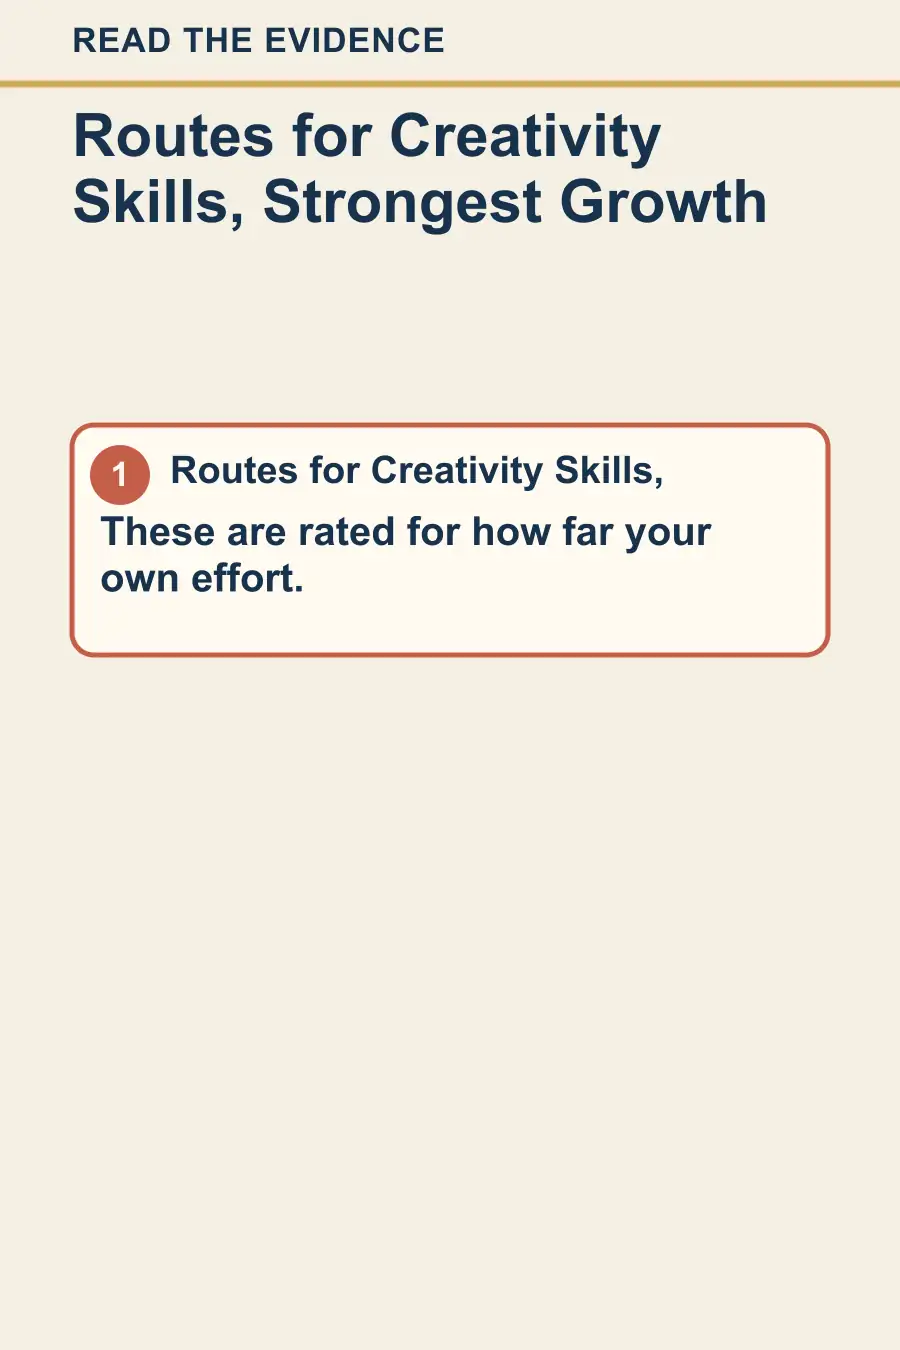 READ THE EVIDENCE
Routes for Creativity
Skills, Strongest Growth
1 Routes for Creativity Skills,
These are rated for how far your
own effort.